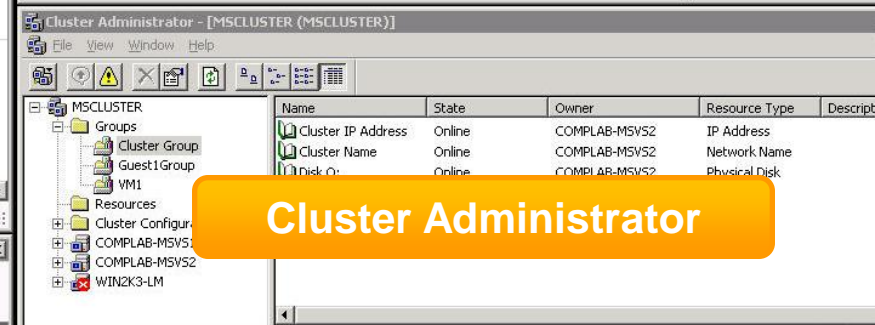 Cluster Administrator - [MSCLUSTER (MSCLUSTER)]
File View Window Help
MSCLUSTER
Groups
Cluster Group
Guest1Group
VM1
Resources
Cluster Configura
COMPLAB-MSVS1
COMPLAB-MSVS2
WIN2K3-LM
Name State Owner Resource Type Descript
Cluster IP Address Online COMPLAB-MSVS2 IP Address
Cluster Name Online COMPLAB-MSVS2 Network Name
Disk Q: Online COMPLAB-MSVS2 Physical Disk
Cluster Administrator